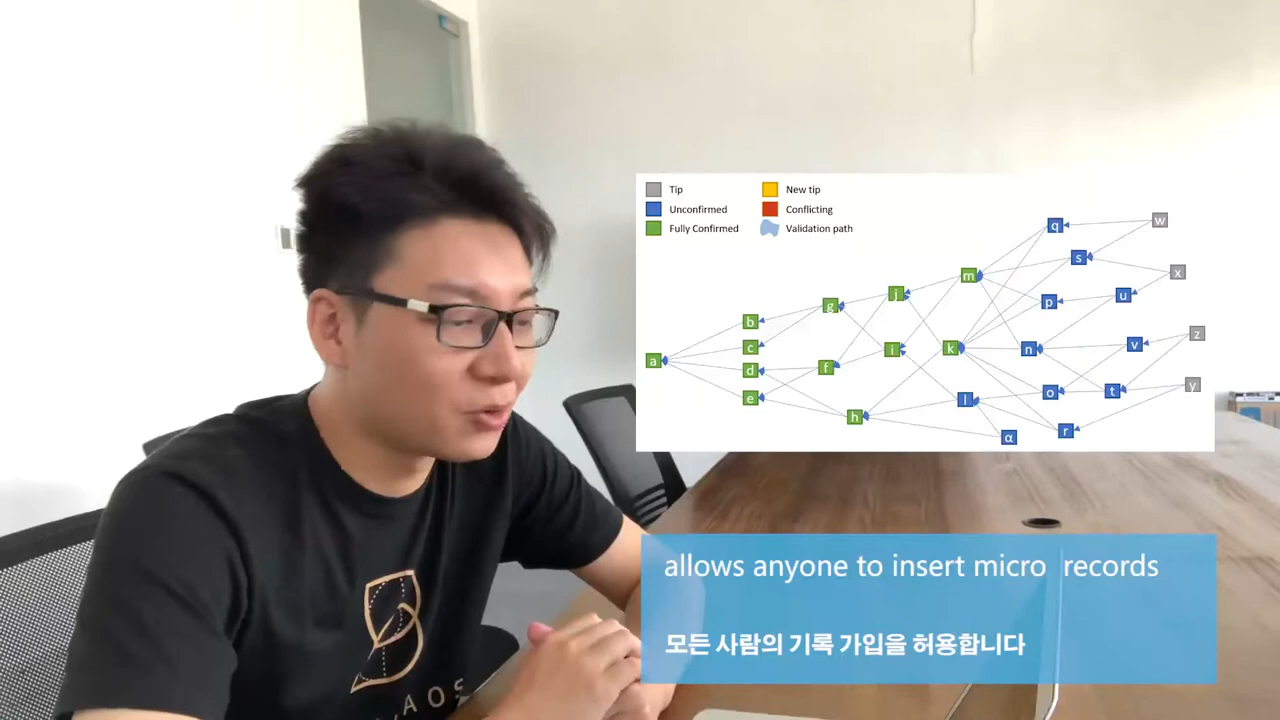 Tip
New tip
Unconfirmed
Conflicting
Fully Confirmed
Validation path
q
w
s
x
m
p
u
j
g
b
z
c
i
k
n
v
a
d
f
y
e
l
o
t
h
r
α
allows anyone to insert micro records
모든 사람의 기록 가입을 허용합니다